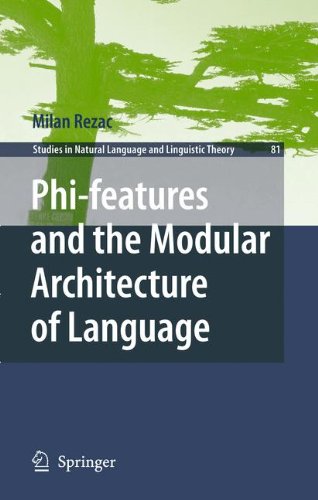 Milan Rezac
Studies in Natural Language and Linguistic Theory 81
Phi-features
and the Modular
Architecture
of Language
Springer